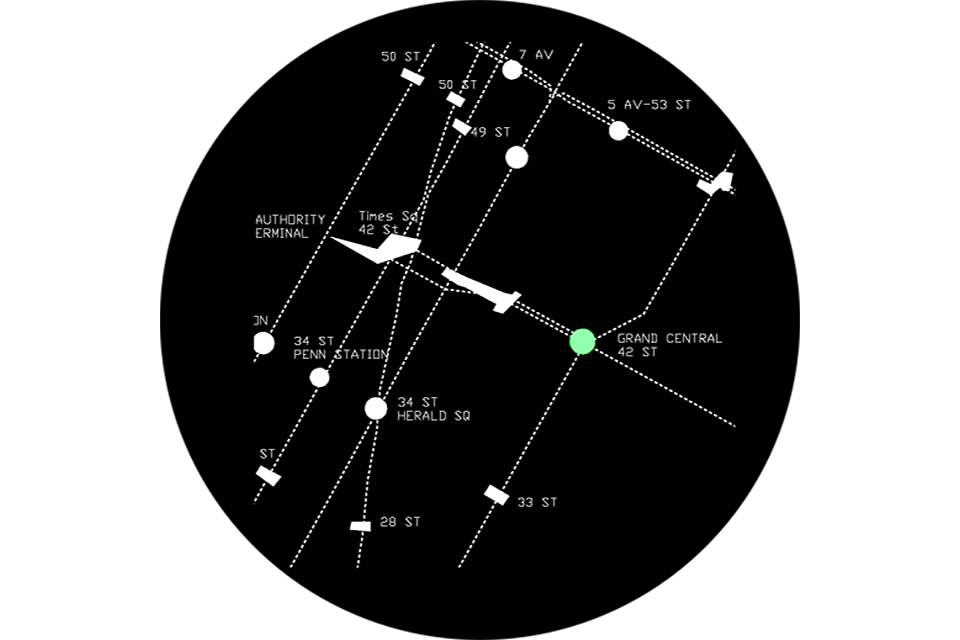 50 ST
7 AV
50 ST
5 AV-53 ST
49 ST
AUTHORITY
ERMINAL
Times Sq
42 St
ON
34 ST
PENN STATION
GRAND CENTRAL
42 ST
34 ST
HERALD SQ
ST
33 ST
28 ST